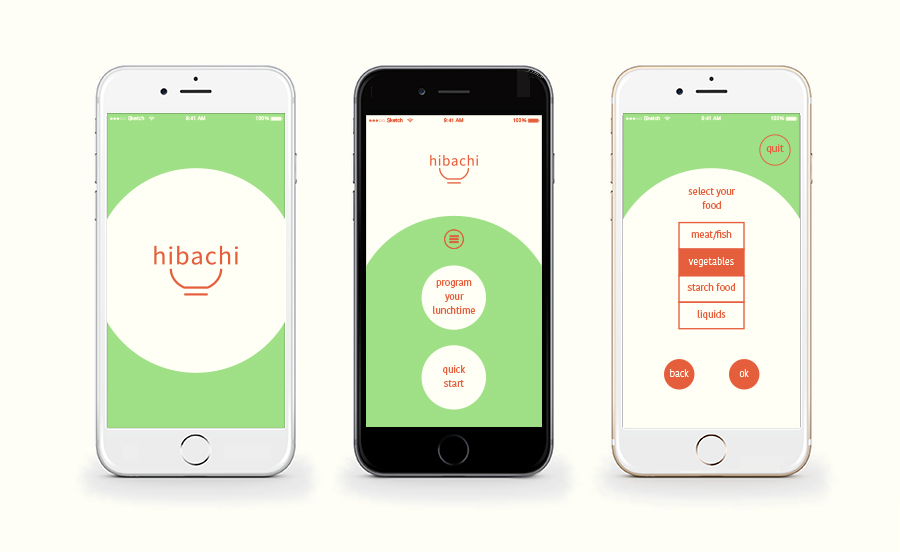 Sketch 9:41 AM 100%
hibachi
Sketch 9:41 AM 100%
hibachi
program
your
lunchtime
quick
start
Sketch 9:41 AM 100%
quit
select your
food
meat/fish
vegetables
starch food
liquids
back ok